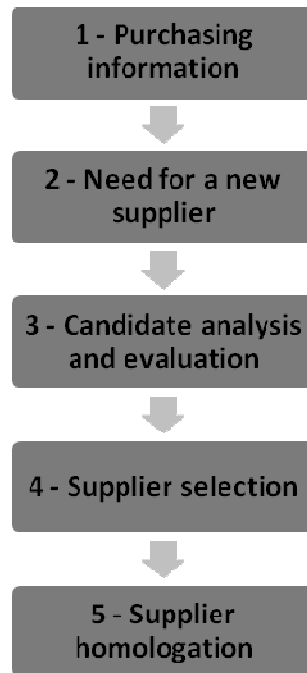 1 - Purchasing
information
2 - Need for a new
supplier
3 - Candidate analysis
and evaluation
4 - Supplier selection
5 - Supplier
homologation